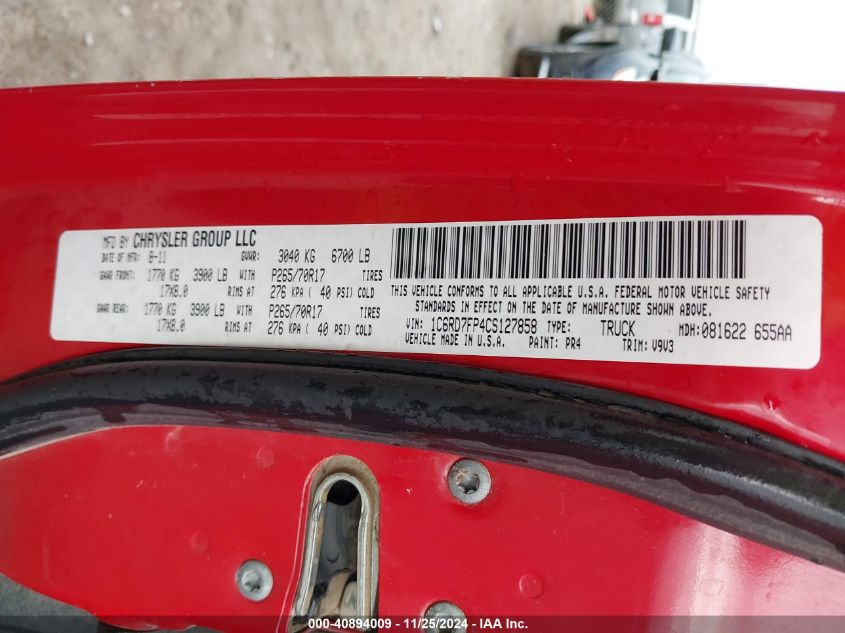 MFD BY CHRYSLER GROUP LLC
DATE OF MFR: 8-11 GVWR: 3040 KG 6700 LB
GAWR FRONT: 1770 KG 3900 LB WITH P265/70R17 TIRES
17X8.0 RIMS AT 276 KPA ( 40 PSI) COLD
GAWR REAR: 1770 KG 3900 LB WITH P265/70R17 TIRES
17X8.0 RIMS AT 276 KPA ( 40 PSI) COLD
THIS VEHICLE CONFORMS TO ALL APPLICABLE U.S.A. FEDERAL MOTOR VEHICLE SAFETY
STANDARDS IN EFFECT ON THE DATE OF MANUFACTURE SHOWN ABOVE.
VIN: 1C6RD7FP4CS127858 TYPE: TRUCK MDH: 081622 655AA
VEHICLE MADE IN U.S.A. PAINT: PR4 TRIM: V9V3
000-40894009 - 11/25/2024 - IAA Inc.